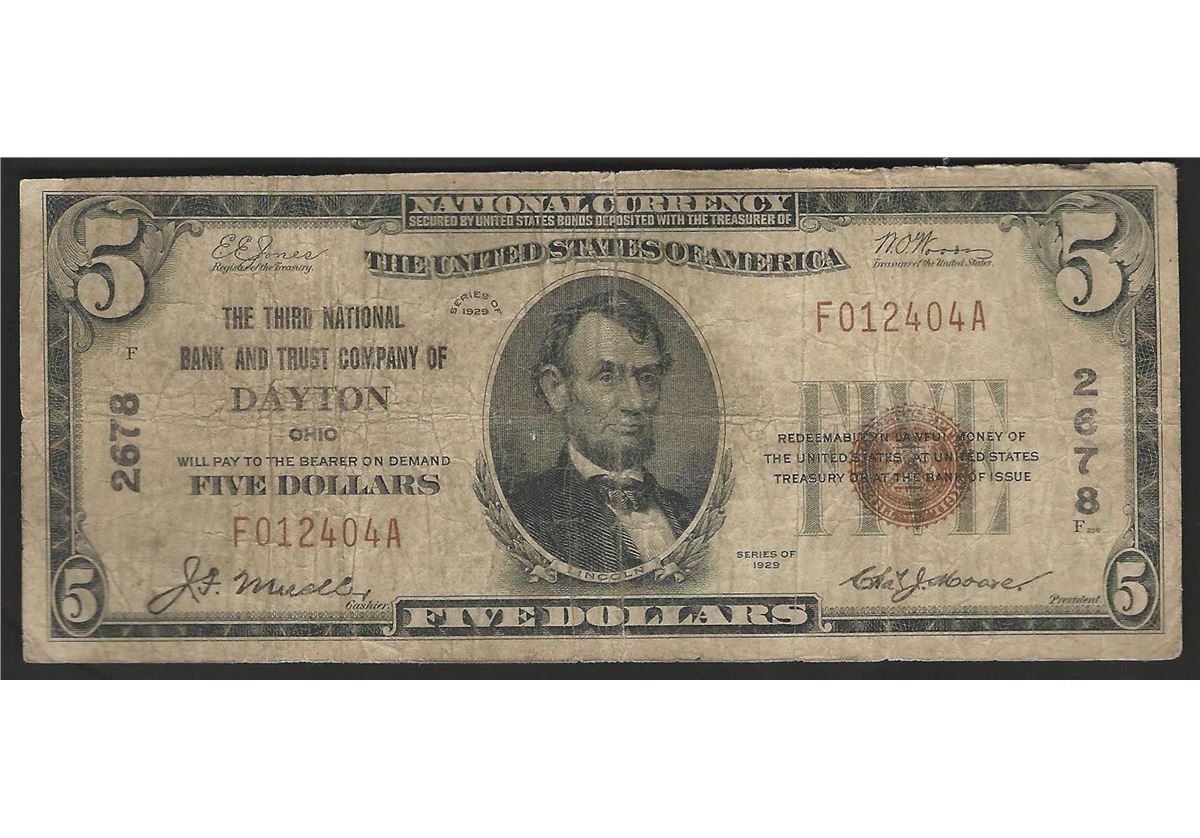 NATIONAL CURRENCY
SECURED BY UNITED STATES BONDS DEPOSITED WITH THE TREASURER OF
THE UNITED STATES OF AMERICA
5
5
E E Jones
Register of the Treasury.
W. O. Woods
Treasurer of the United States.
SERIES OF
1929
THE THIRD NATIONAL
BANK AND TRUST COMPANY OF
DAYTON
OHIO
F
2678
WILL PAY TO THE BEARER ON DEMAND
FIVE DOLLARS
F012404A
F012404A
FIVE
REDEEMABLE IN LAWFUL MONEY OF
THE UNITED STATES AT UNITED STATES
TREASURY OR AT THE BANK OF ISSUE
2678
F
SERIES OF
1929
LINCOLN
J. F.
Cashier.
Chas J. Moore
President
5
FIVE DOLLARS
5